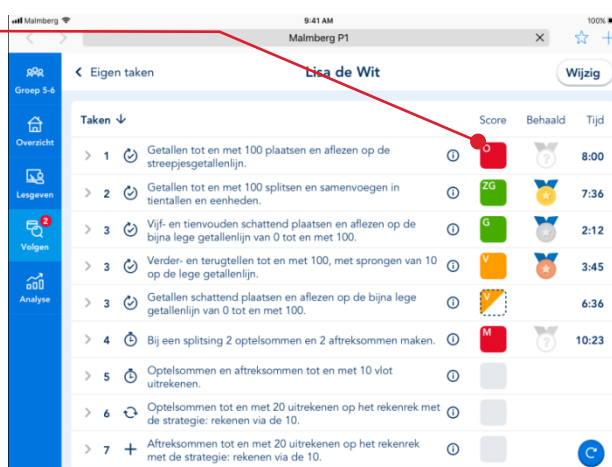 Malmberg 9:41 AM 100%
Malmberg P1
Groep 5-6
Overzicht
Lesgeven
2
Volgen
Analyse
Eigen taken Lisa de Wit Wijzig
Taken Score Behaald Tijd
1 Getallen tot en met 100 plaatsen en aflezen op de
streepjesgetallenlijn. O ? 8:00
2 Getallen tot en met 100 splitsen en samenvoegen in
tientallen en eenheden. ZG 7:36
3 Vijf- en tienvouden schattend plaatsen en aflezen op de
bijna lege getallenlijn van 0 tot en met 100. G 2:12
3 Verder- en terugtellen tot en met 100, met sprongen van 10
op de lege getallenlijn. V 3:45
3 Getallen schattend plaatsen en aflezen op de bijna lege
getallenlijn van 0 tot en met 100. V 6:36
4 Bij een splitsing 2 optelsommen en 2 aftreksommen maken. M ? 10:23
5 Optelsommen en aftreksommen tot en met 10 vlot
uitrekenen.
6 Optelsommen tot en met 20 uitrekenen op het rekenrek met
de strategie: rekenen via de 10.
7 Aftreksommen tot en met 20 uitrekenen op het rekenrek
met de strategie: rekenen via de 10.